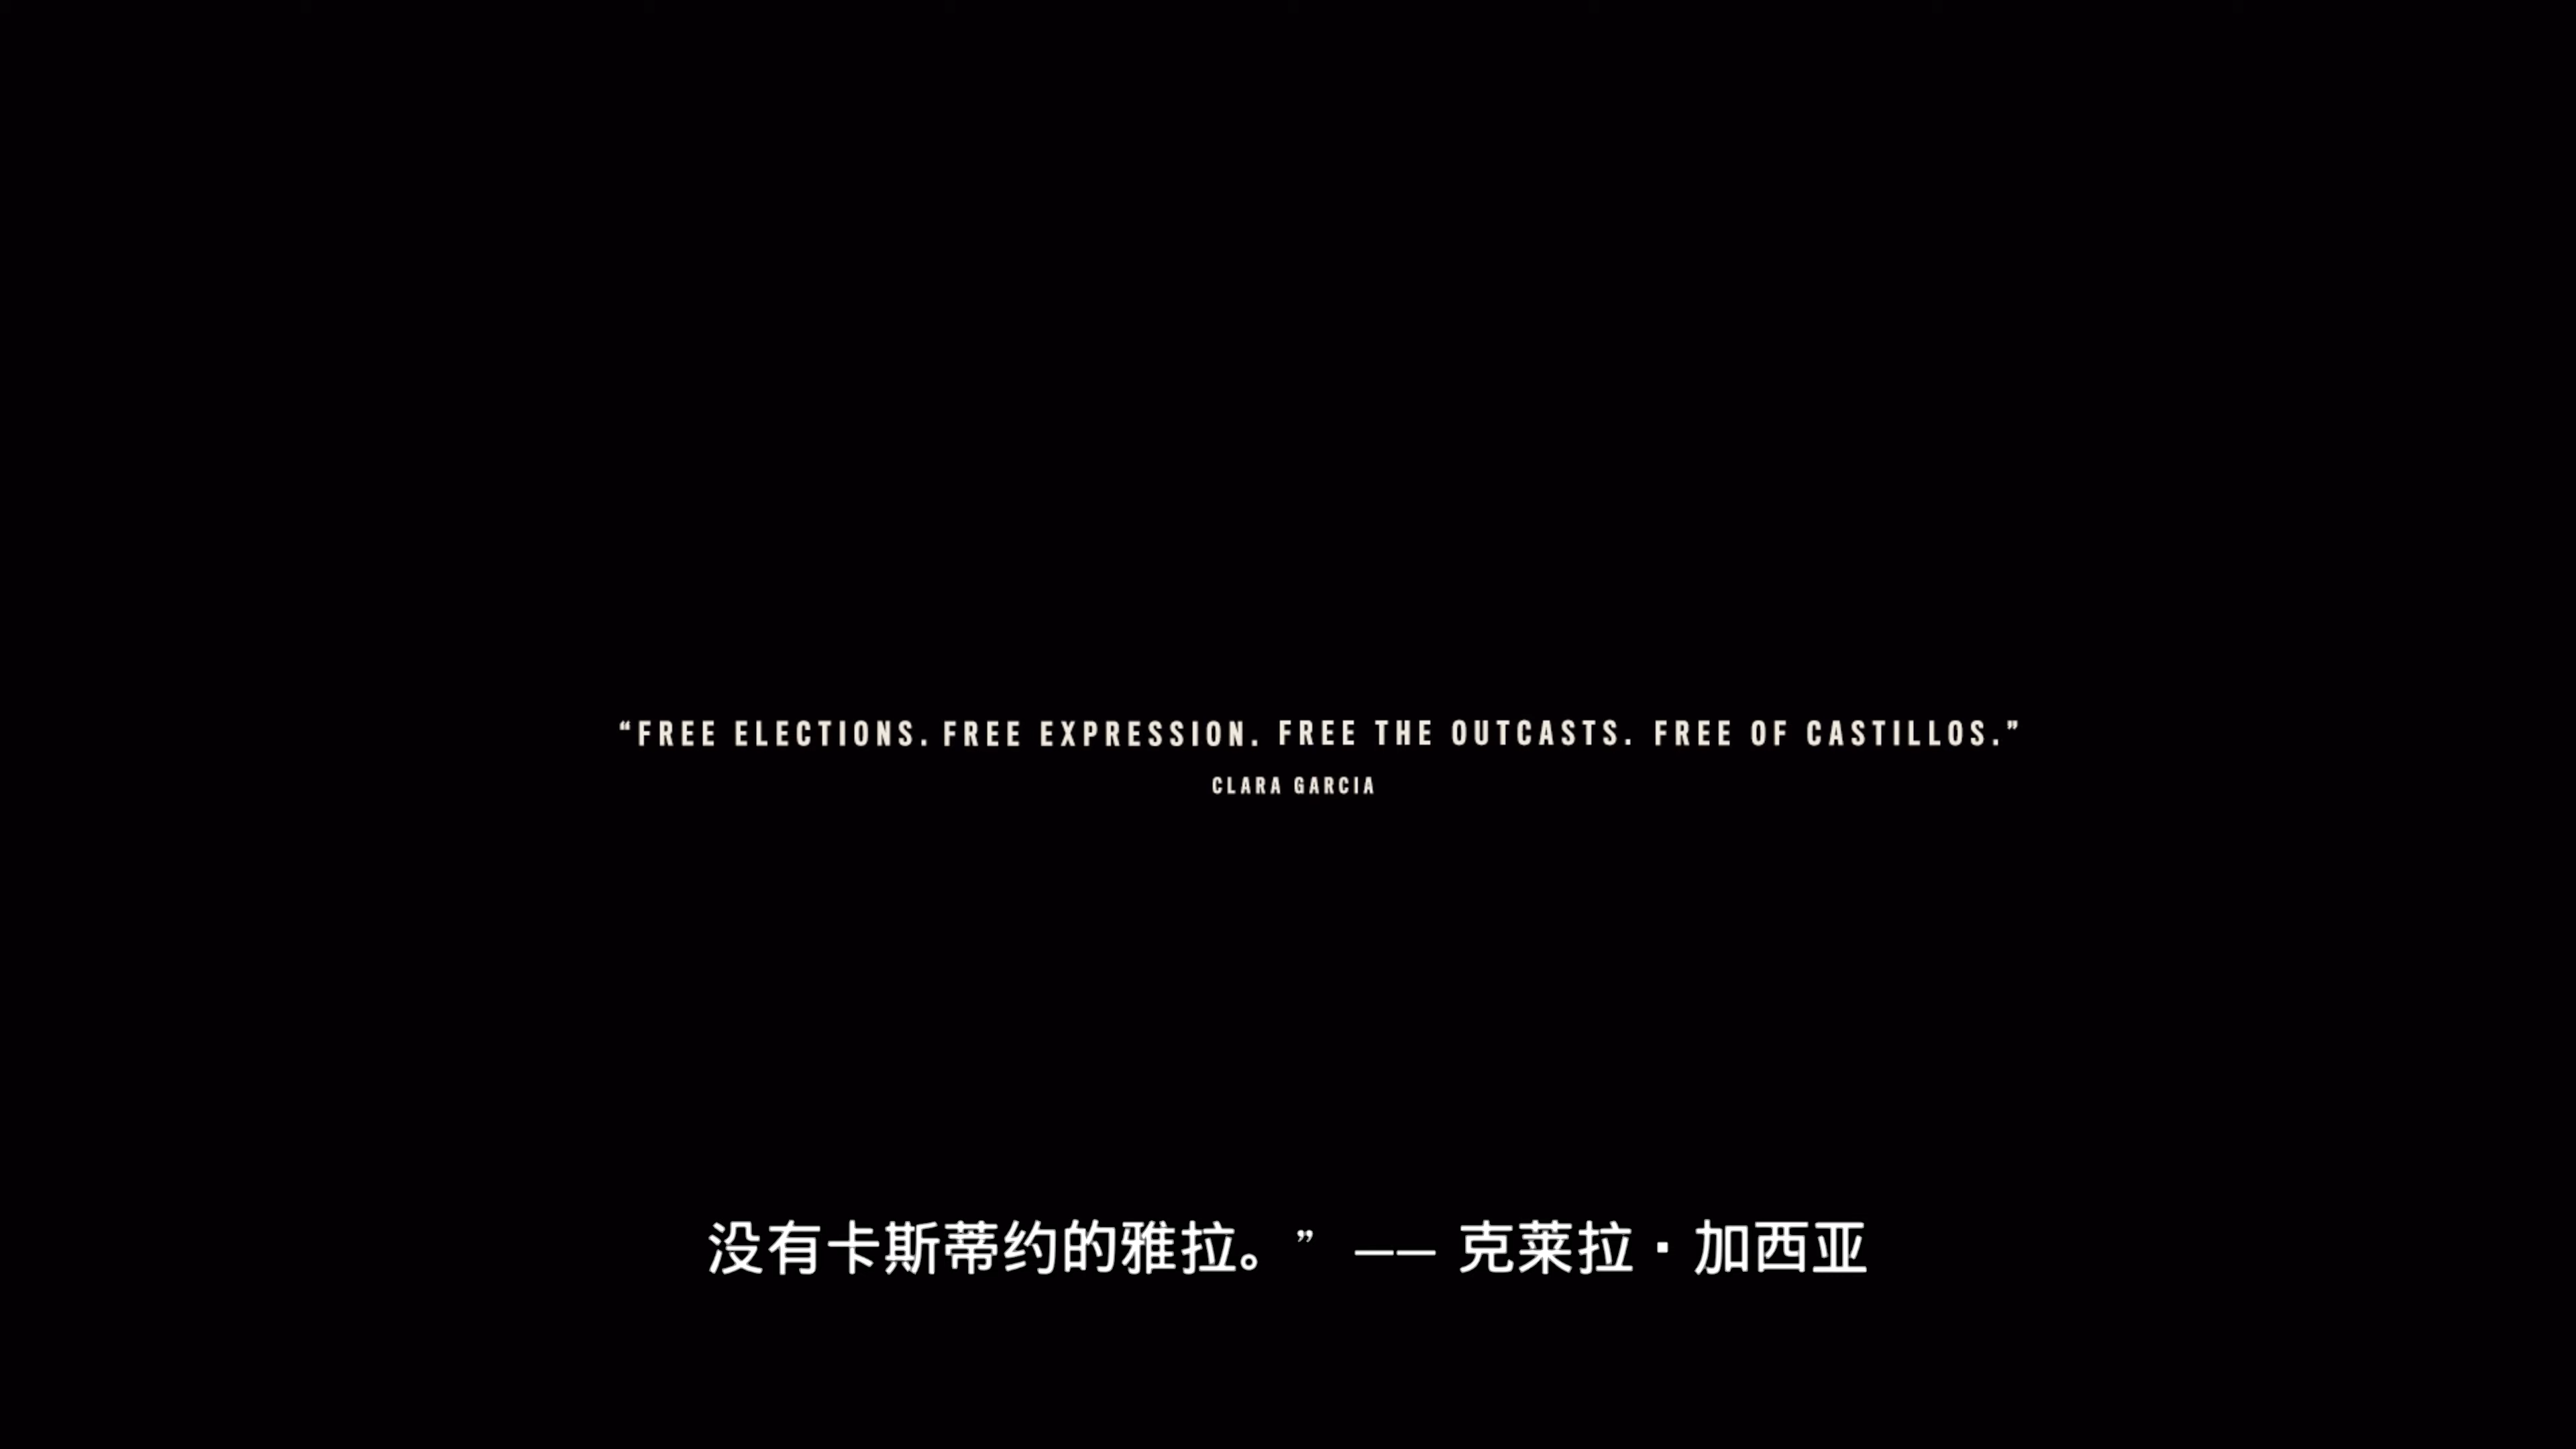 “FREE ELECTIONS. FREE EXPRESSION. FREE THE OUTCASTS. FREE OF CASTILLOS.”
CLARA GARCIA
没有卡斯蒂约的雅拉。” —— 克莱拉·加西亚